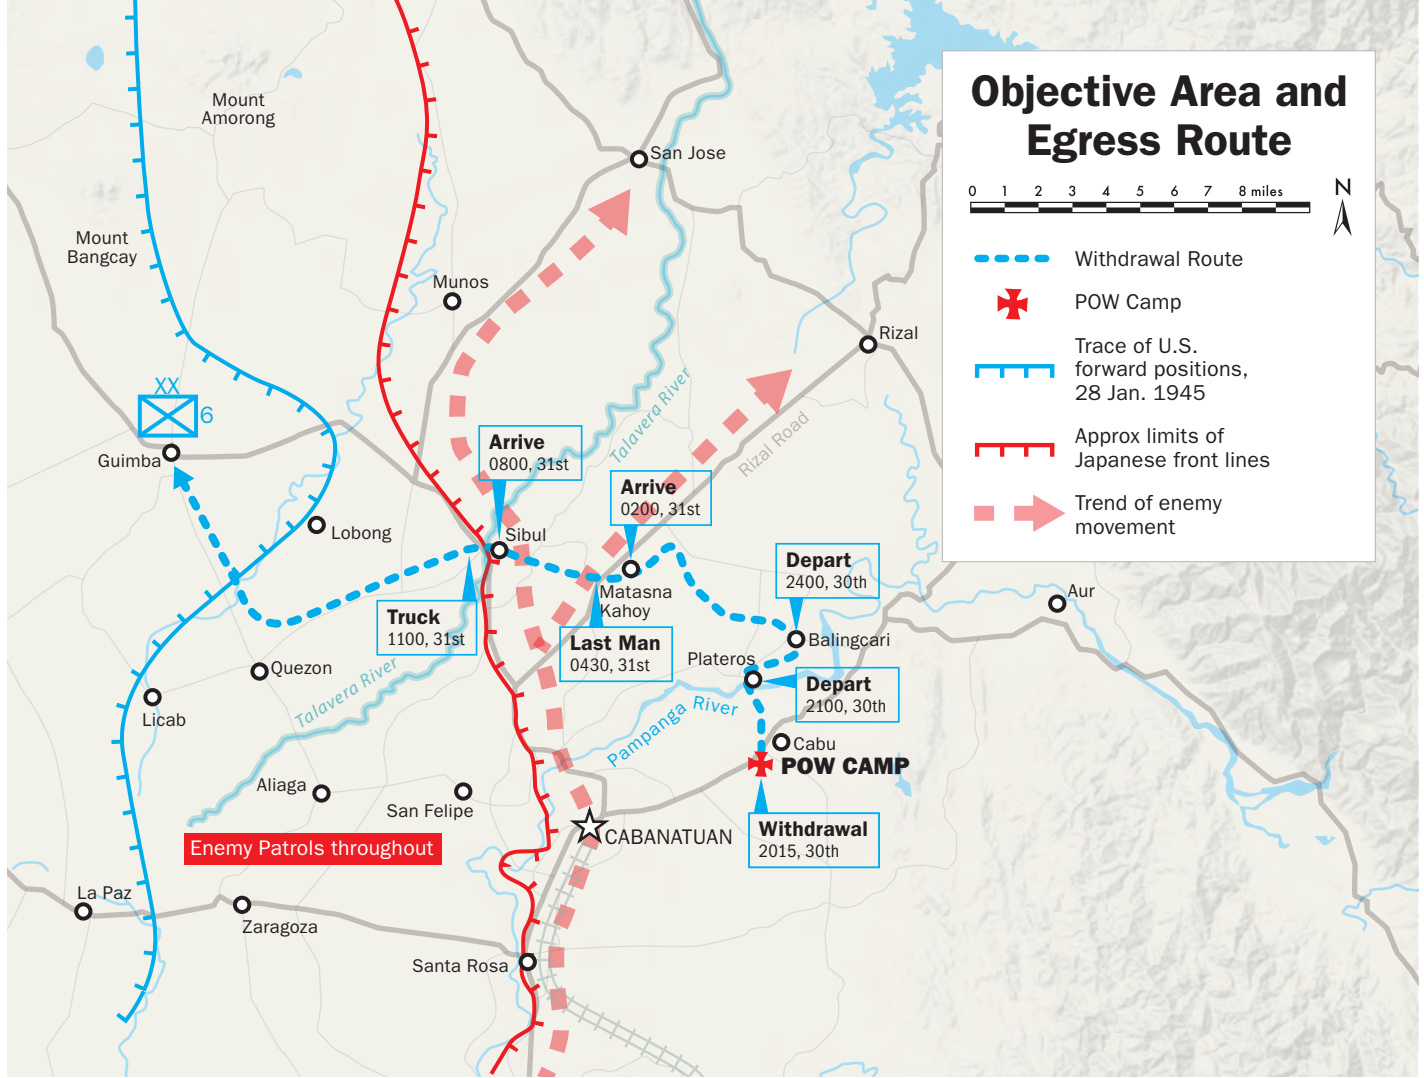 Objective Area and
Egress Route
0 1 2 3 4 5 6 7 8 miles
N
Withdrawal Route
POW Camp
Trace of U.S.
forward positions,
28 Jan. 1945
Approx limits of
Japanese front lines
Trend of enemy
movement
Mount
Amorong
San Jose
Mount
Bangcay
Munos
Rizal
XX
6
Guimba
Talavera River
Rizal Road
Arrive
0800, 31st
Arrive
0200, 31st
Lobong
Sibul
Depart
2400, 30th
Matasna
Kahoy
Aur
Truck
1100, 31st
Last Man
0430, 31st
Balingcari
Plateros
Quezon
Depart
2100, 30th
Talavera River
Licab
Pampanga River
Cabu
POW CAMP
Aliaga
San Felipe
Withdrawal
2015, 30th
CABANATUAN
Enemy Patrols throughout
La Paz
Zaragoza
Santa Rosa